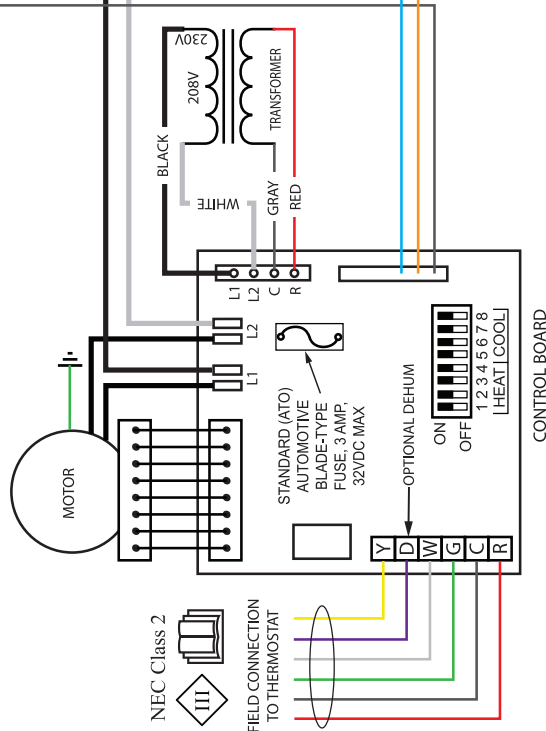 230V
208V
TRANSFORMER
BLACK
WHITE
GRAY
RED
L1
L2
C
R
L2
L1
MOTOR
STANDARD (ATO)
AUTOMOTIVE
BLADE-TYPE
FUSE, 3 AMP,
32VDC MAX
OPTIONAL DEHUM
ON
OFF
1 2 3 4 5 6 7 8
|HEAT|COOL|
CONTROL BOARD
Y
D
W
G
C
R
NEC Class 2
III
FIELD CONNECTION
TO THERMOSTAT